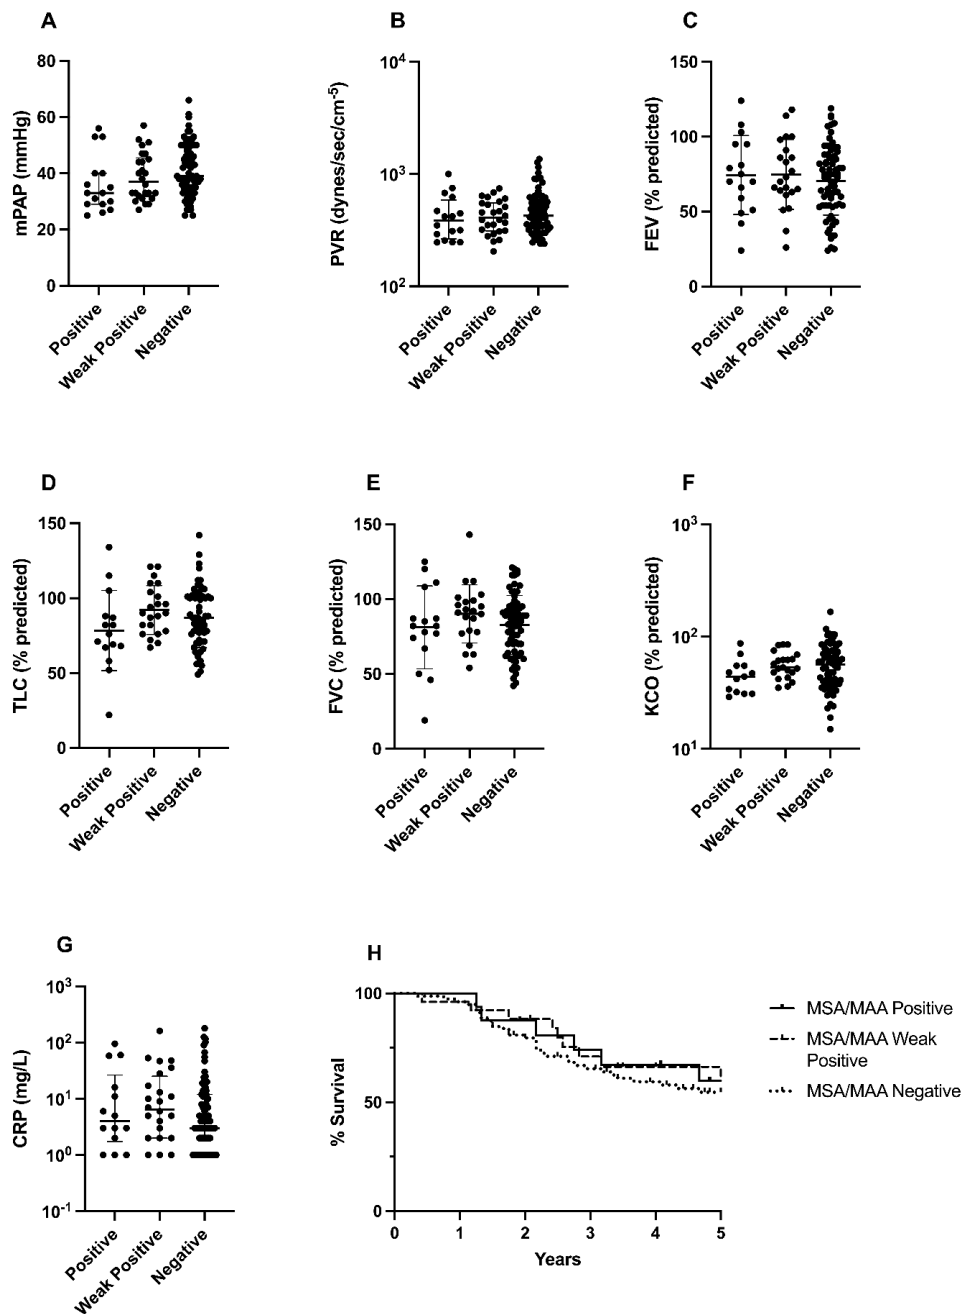 A
mPAP (mmHg)
80
60
40
20
0
Positive
Weak Positive
Negative
B
PVR (dynes/sec/cm⁻⁵)
10⁴
10³
10²
Positive
Weak Positive
Negative
C
FEV (% predicted)
150
100
50
0
Positive
Weak Positive
Negative
D
TLC (% predicted)
150
100
50
0
Positive
Weak Positive
Negative
E
FVC (% predicted)
150
100
50
0
Positive
Weak Positive
Negative
F
KCO (% predicted)
10³
10²
10¹
Positive
Weak Positive
Negative
G
CRP (mg/L)
10³
10²
10¹
10⁰
10⁻¹
Positive
Weak Positive
Negative
H
% Survival
100
50
0
0 1 2 3 4 5
Years
MSA/MAA Positive
MSA/MAA Weak
Positive
MSA/MAA Negative